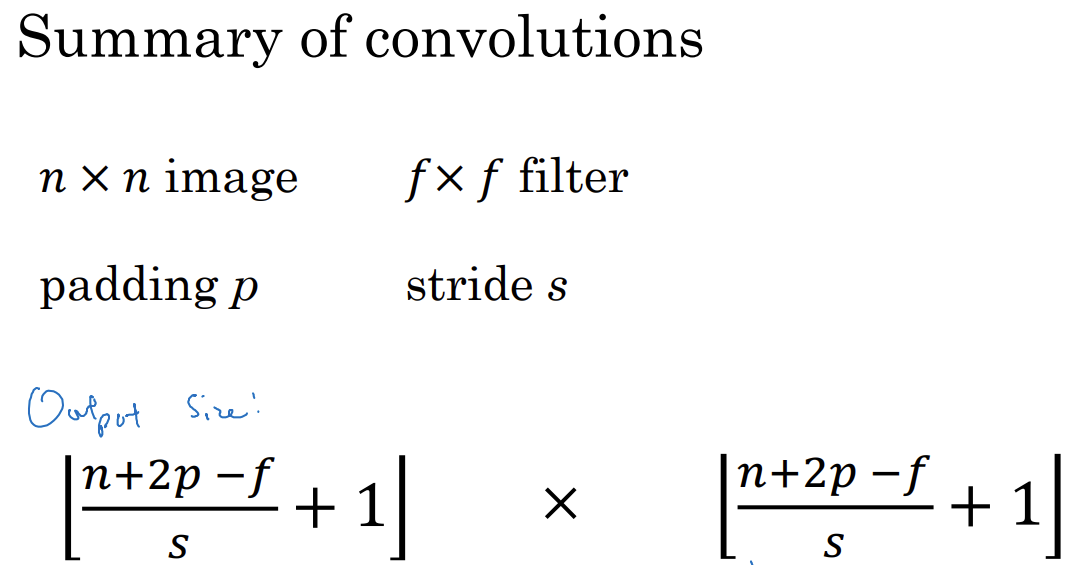 Summary of convolutions
n × n image f × f filter
padding p stride s
Output size:
⌊(n+2p−f)/s + 1⌋ × ⌊(n+2p−f)/s + 1⌋